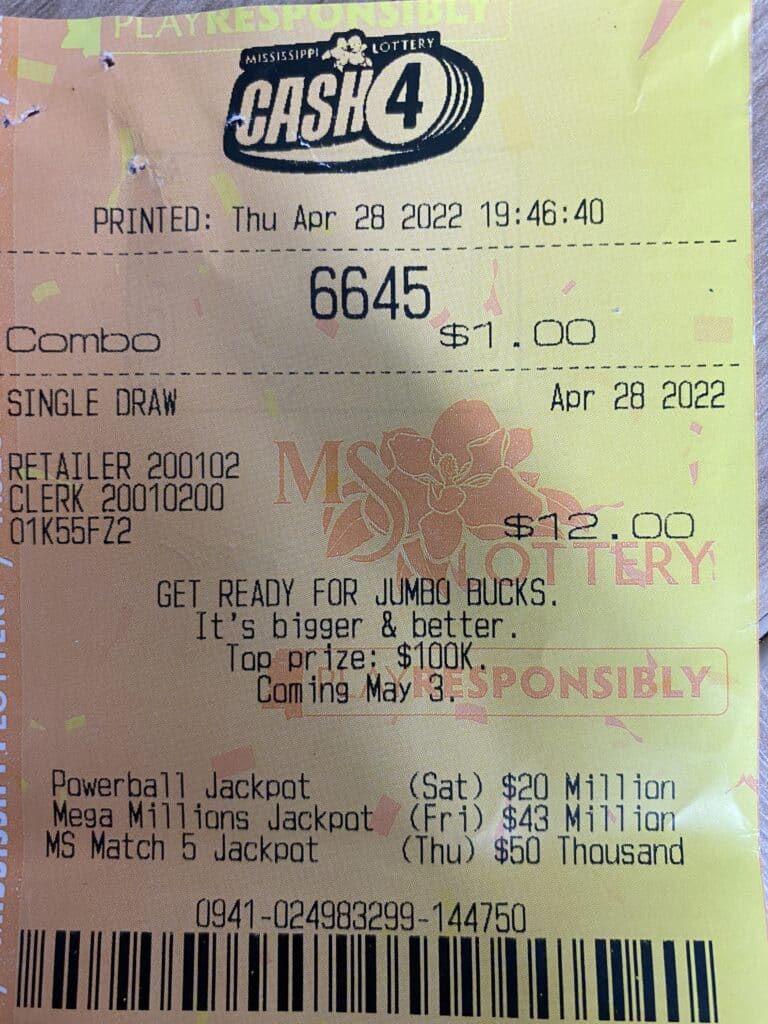 PLAYRESPONSIBLY
MISSISSIPPI LOTTERY
CASH 4
PRINTED: Thu Apr 28 2022 19:46:40
6645
Combo $1.00
SINGLE DRAW Apr 28 2022
RETAILER 200102
CLERK 20010200
01K55FZ2 $12.00
MS
LOTTERY
GET READY FOR JUMBO BUCKS.
It's bigger & better.
Top prize: $100K.
Coming May 3.
PLAYRESPONSIBLY
Powerball Jackpot (Sat) $20 Million
Mega Millions Jackpot (Fri) $43 Million
MS Match 5 Jackpot (Thu) $50 Thousand
0941-024983299-144750